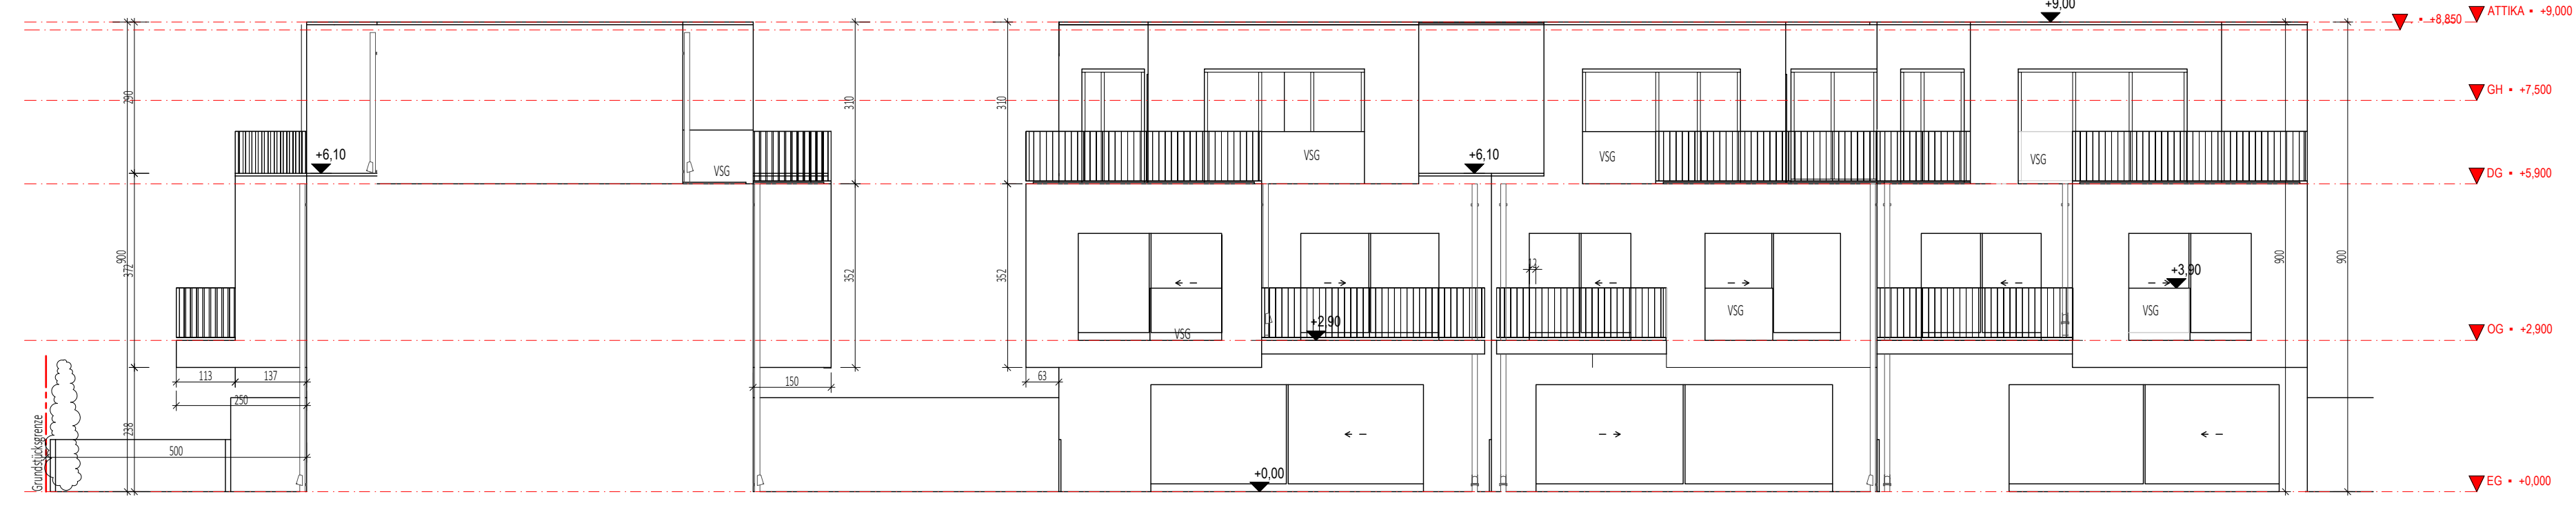 +9,00
ATTIKA ▪ +9,000
▪ +8,850
290
310
310
GH ▪ +7,500
+6,10
VSG
VSG
+6,10
VSG
VSG
DG ▪ +5,900
900
372
352
352
12
+3,90
900
900
VSG
VSG
VSG
+2,90
OG ▪ +2,900
113
137
150
63
250
238
Grundstücksgrenze
500
+0,00
EG ▪ +0,000